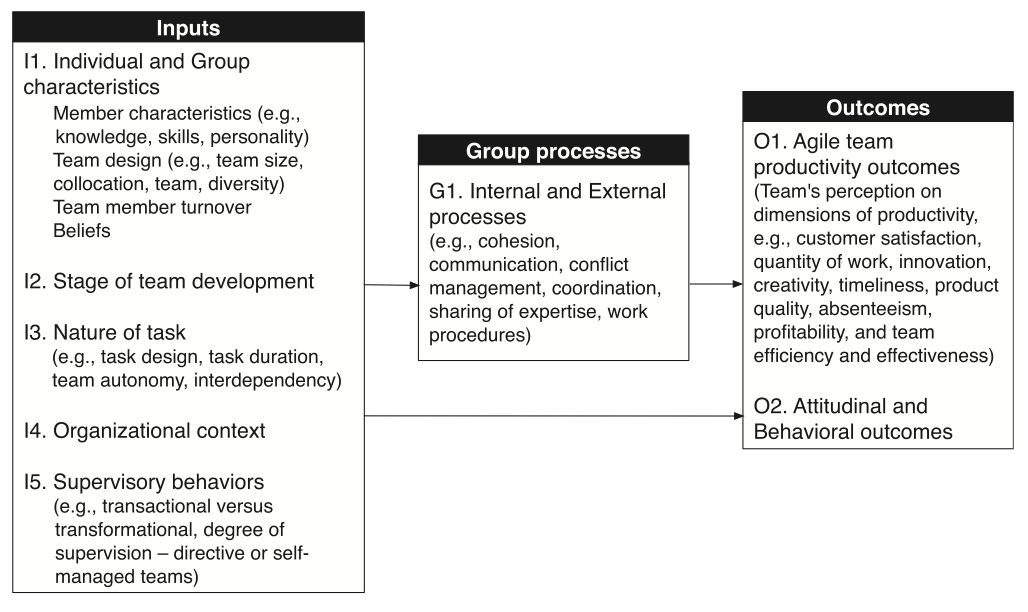 Inputs
I1. Individual and Group
characteristics
Member characteristics (e.g.,
knowledge, skills, personality)
Team design (e.g., team size,
collocation, team, diversity)
Team member turnover
Beliefs
I2. Stage of team development
I3. Nature of task
(e.g., task design, task duration,
team autonomy, interdependency)
I4. Organizational context
I5. Supervisory behaviors
(e.g., transactional versus
transformational, degree of
supervision – directive or self-
managed teams)
Group processes
G1. Internal and External
processes
(e.g., cohesion,
communication, conflict
management, coordination,
sharing of expertise, work
procedures)
Outcomes
O1. Agile team
productivity outcomes
(Team's perception on
dimensions of productivity,
e.g., customer satisfaction,
quantity of work, innovation,
creativity, timeliness, product
quality, absenteeism,
profitability, and team
efficiency and effectiveness)
O2. Attitudinal and
Behavioral outcomes